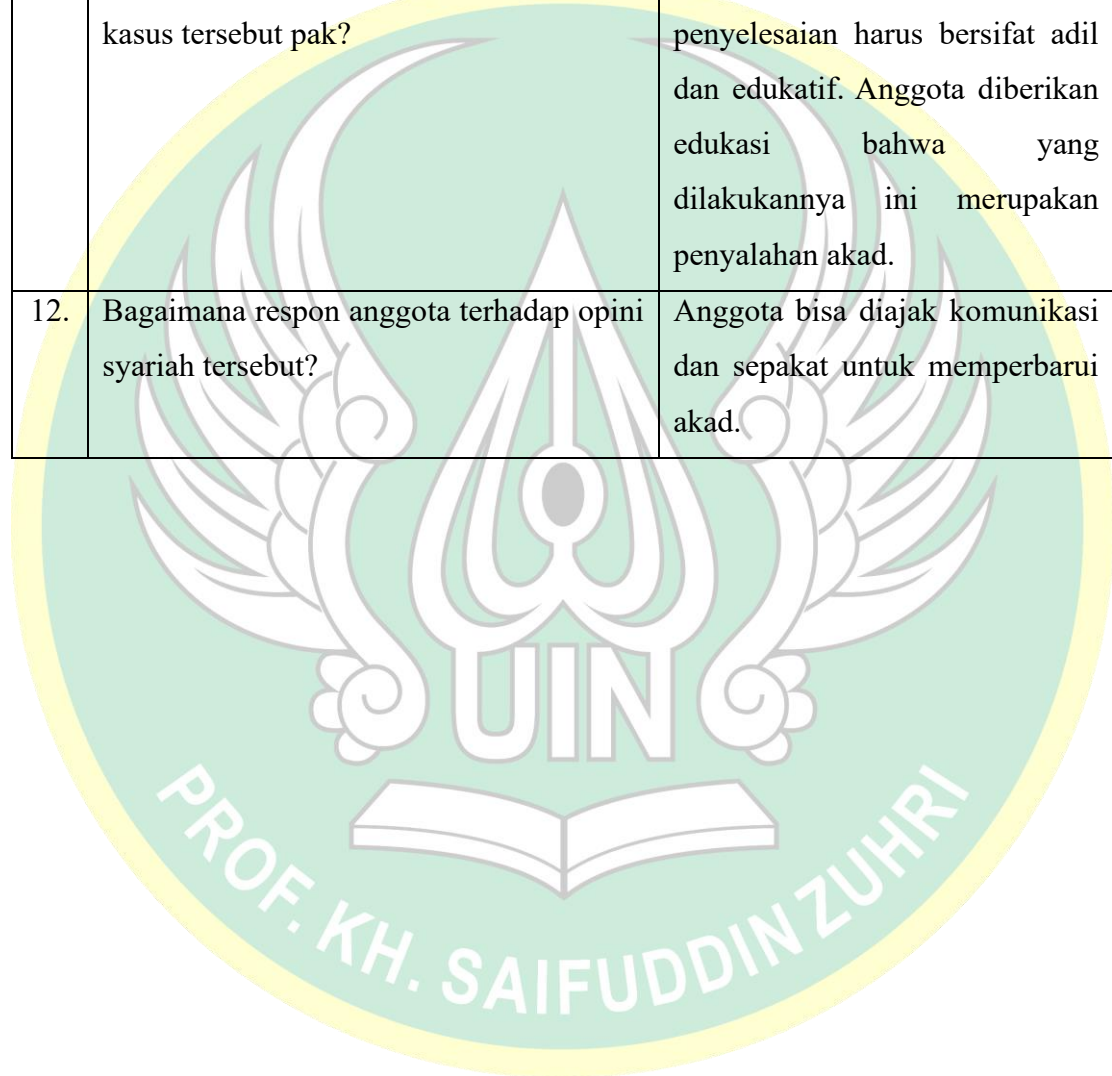 kasus tersebut pak?
penyelesaian harus bersifat adil
dan edukatif. Anggota diberikan
edukasi bahwa yang
dilakukannya ini merupakan
penyalahan akad.
12.
Bagaimana respon anggota terhadap opini
syariah tersebut?
Anggota bisa diajak komunikasi
dan sepakat untuk memperbarui
akad.
UIN
PROF. KH. SAIFUDDIN ZUHRI